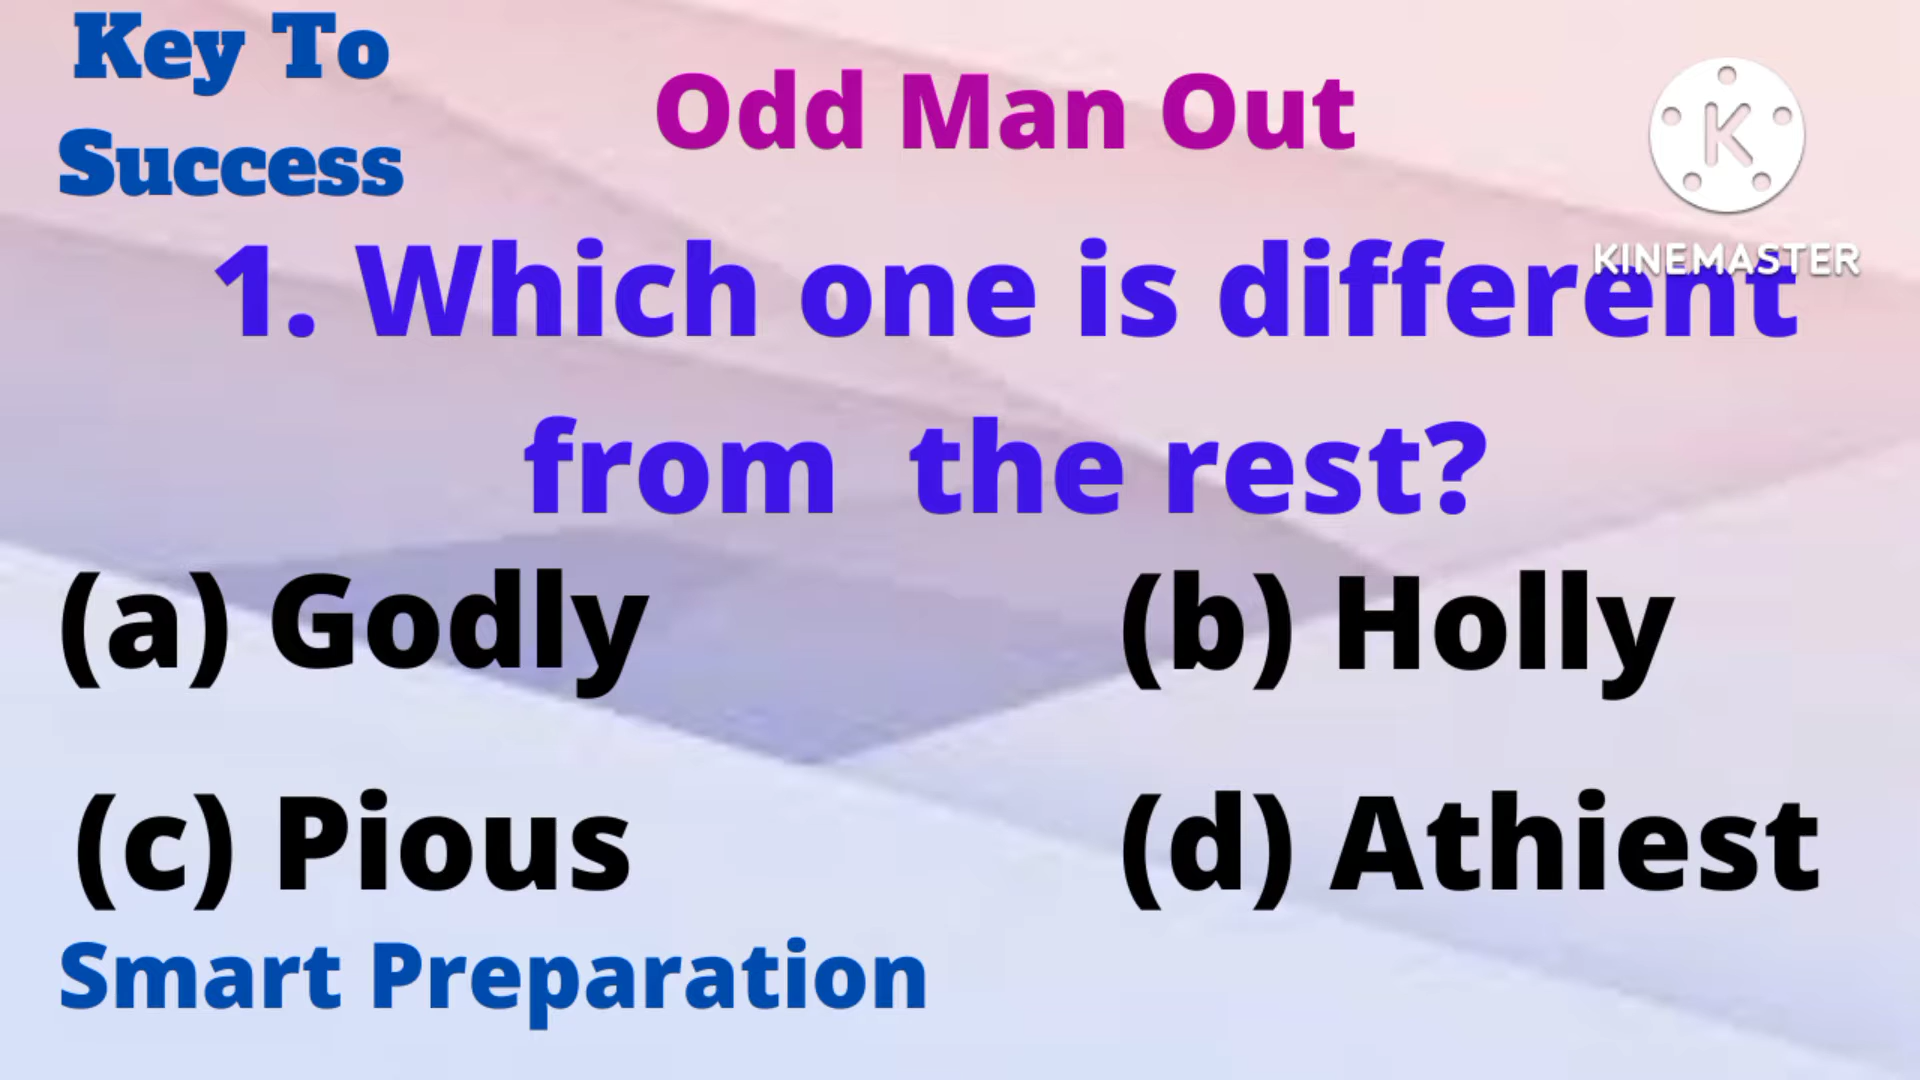 Key To
Success
Odd Man Out
KINEMASTER
1. Which one is different
from the rest?
(a) Godly
(b) Holly
(c) Pious
(d) Athiest
Smart Preparation